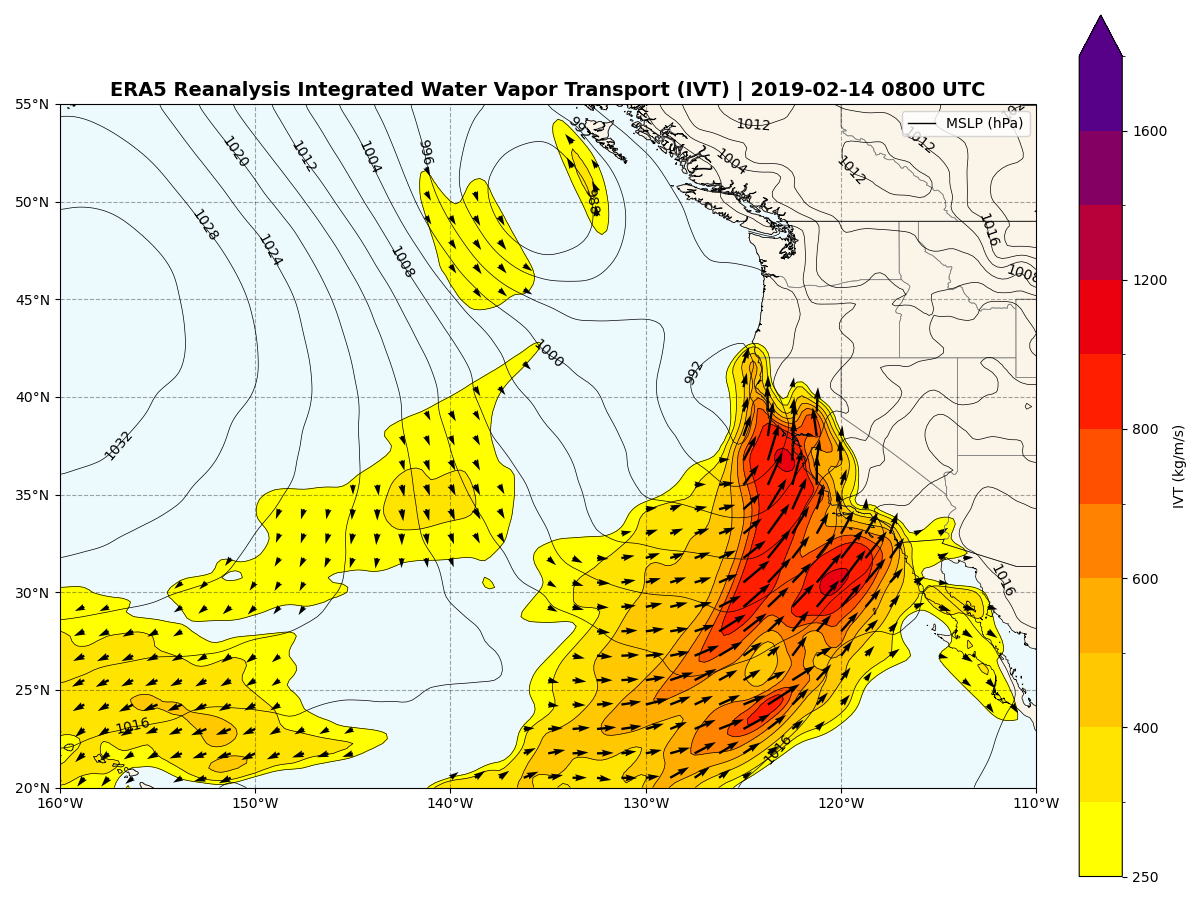 ERA5 Reanalysis Integrated Water Vapor Transport (IVT) | 2019-02-14 0800 UTC
MSLP (hPa)
55°N
50°N
45°N
40°N
35°N
30°N
25°N
20°N
160°W
150°W
140°W
130°W
120°W
110°W
1020
1012
1004
996
992
1012
1004
1012
1012
1028
1024
1008
988
1016
1008
1000
992
1032
1016
1016
1016
1600
1200
800
600
400
250
IVT (kg/m/s)